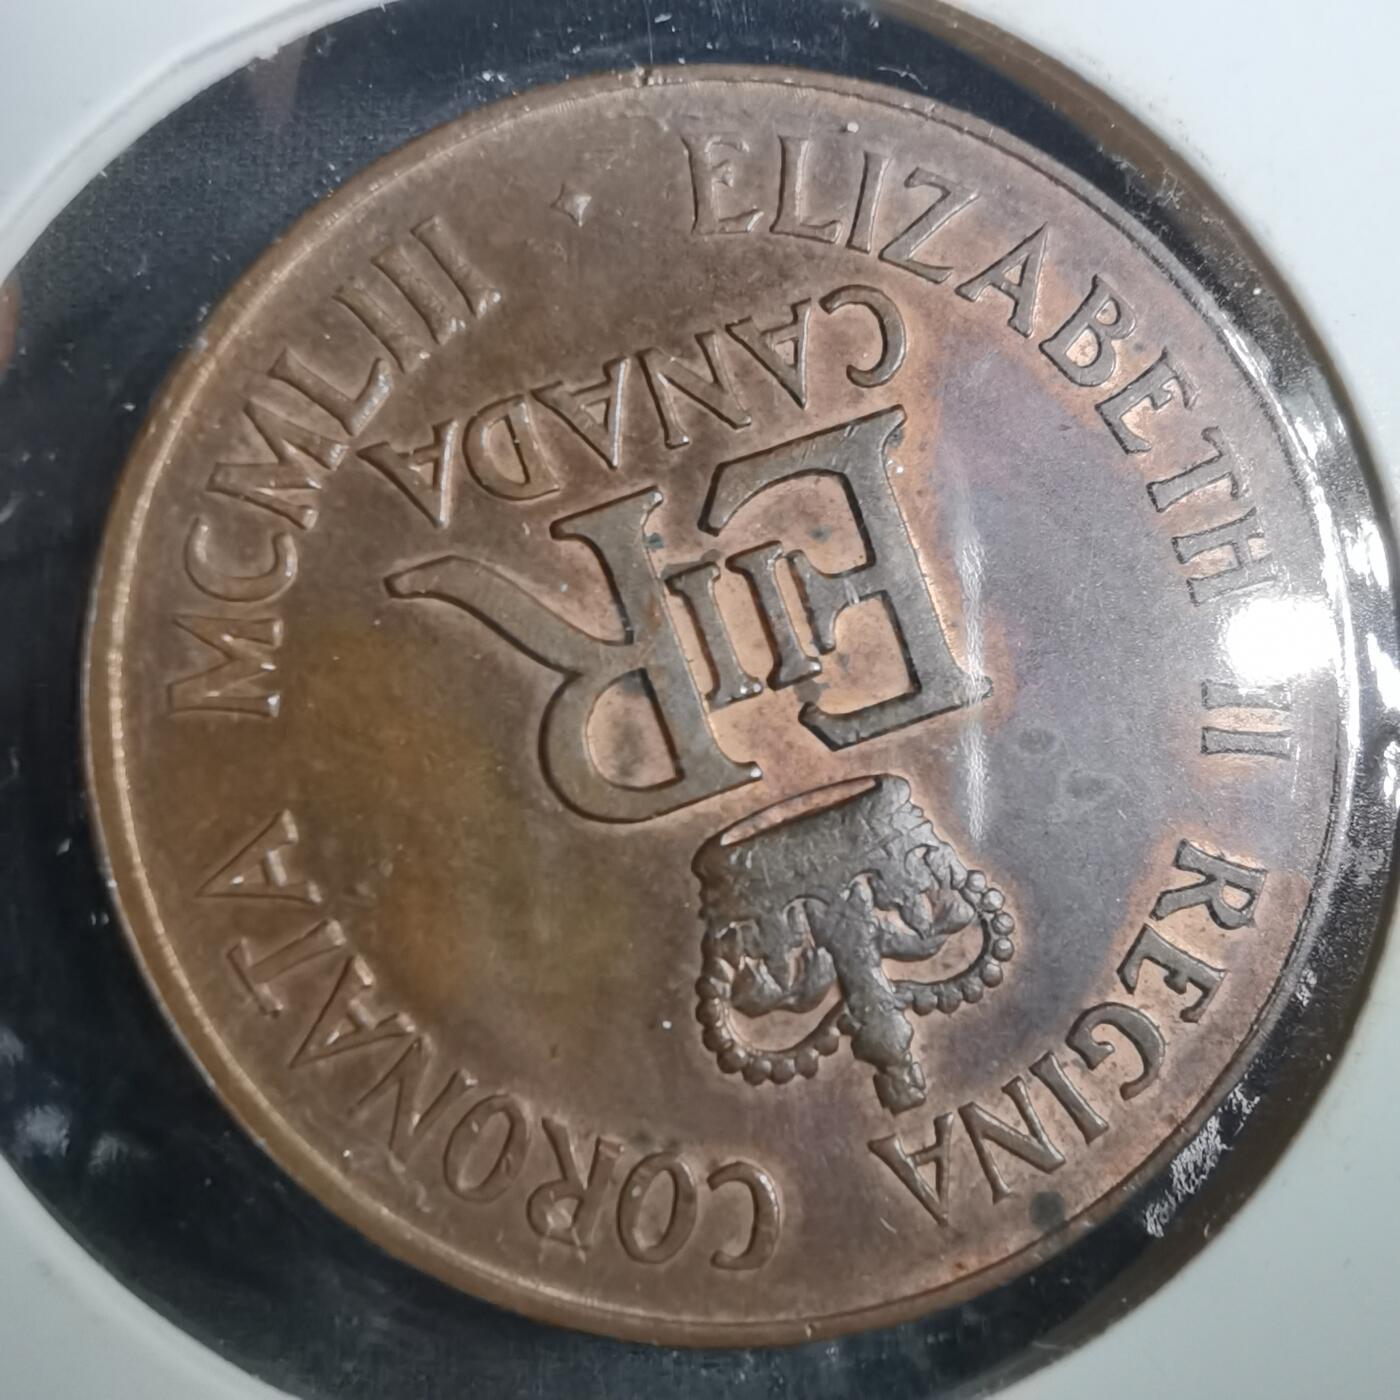 ELIZABETH II REGINA CORONATA MCMLIII
EIIR
CANADA